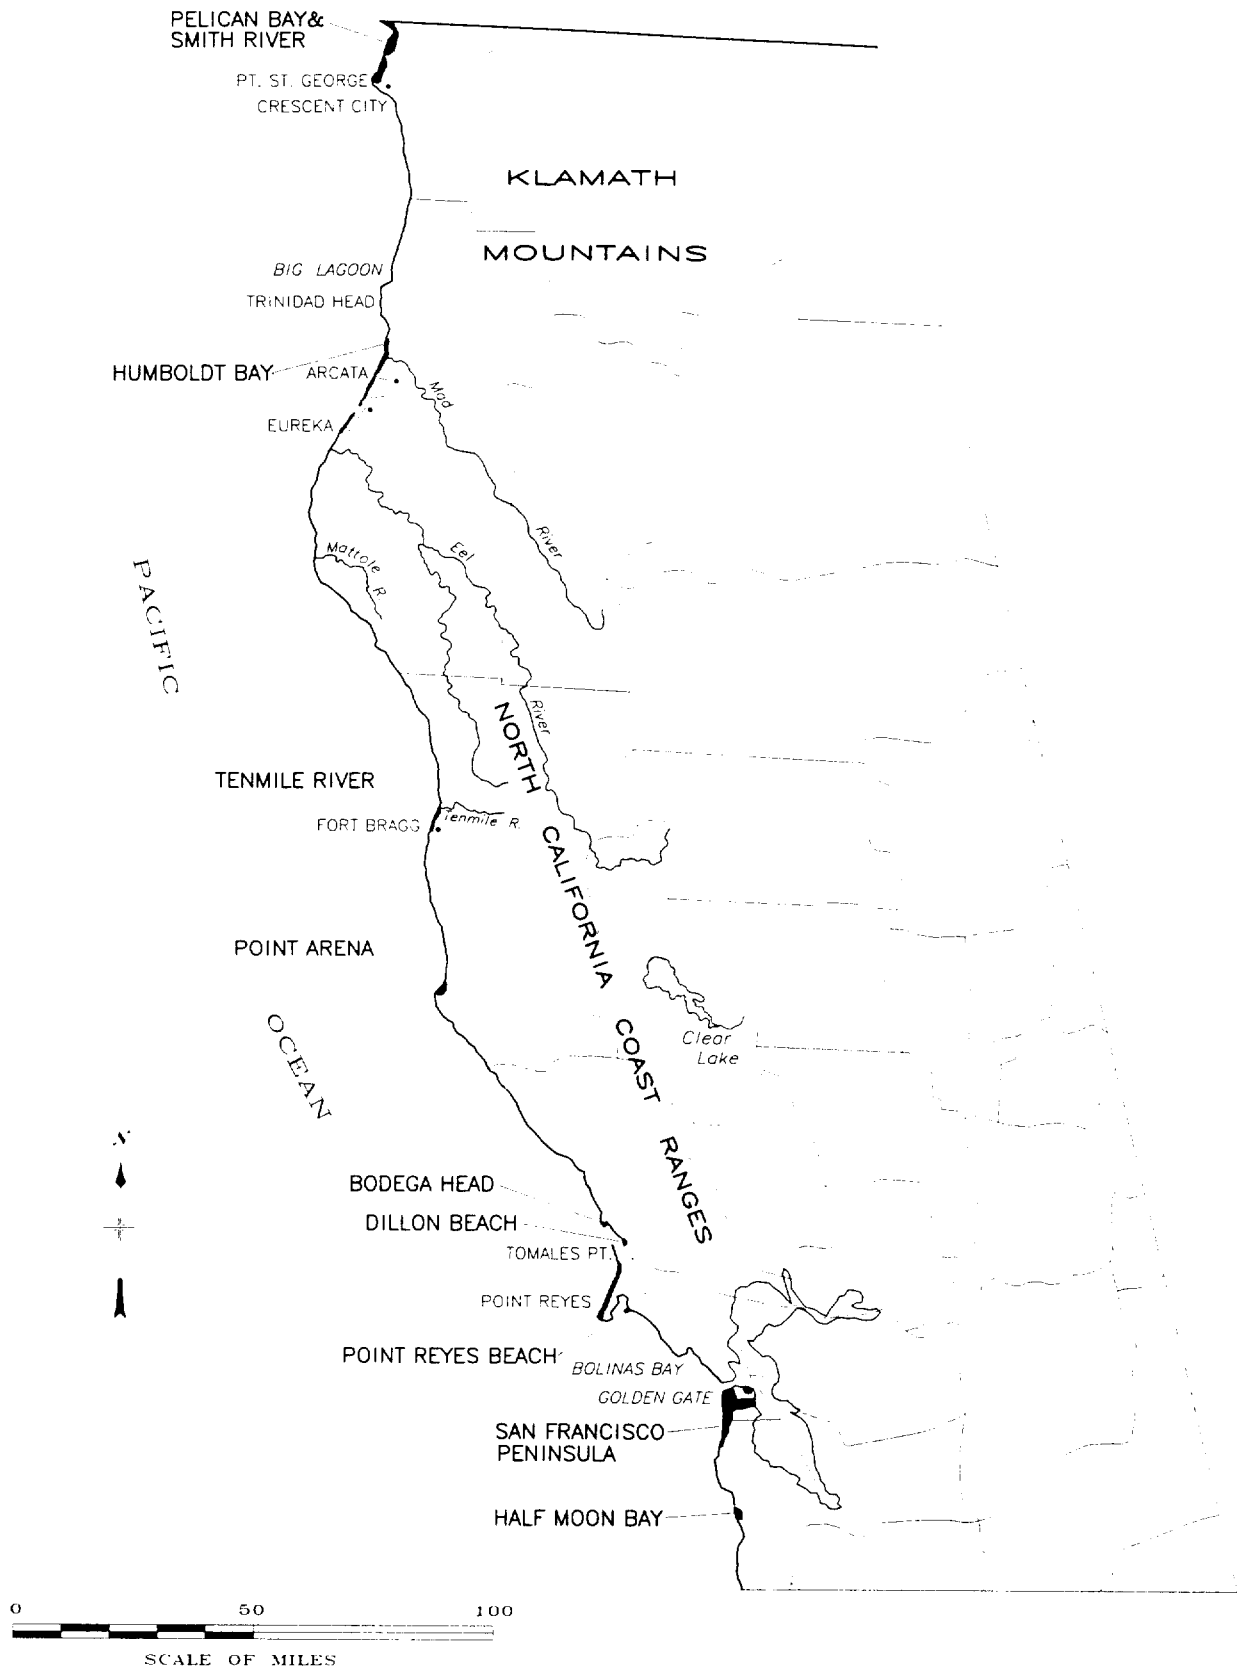 PELICAN BAY&
SMITH RIVER
PT. ST. GEORGE
CRESCENT CITY
KLAMATH
MOUNTAINS
BIG LAGOON
TRINIDAD HEAD
HUMBOLDT BAY
ARCATA
Mad
EUREKA
River
Eel
Mattole R.
PACIFIC
River
NORTH
TENMILE RIVER
FORT BRAGG
Tenmile R.
CALIFORNIA
POINT ARENA
OCEAN
COAST
Clear
Lake
RANGES
N
BODEGA HEAD
DILLON BEACH
TOMALES PT.
POINT REYES
POINT REYES BEACH
BOLINAS BAY
GOLDEN GATE
SAN FRANCISCO
PENINSULA
HALF MOON BAY
0 50 100
SCALE OF MILES